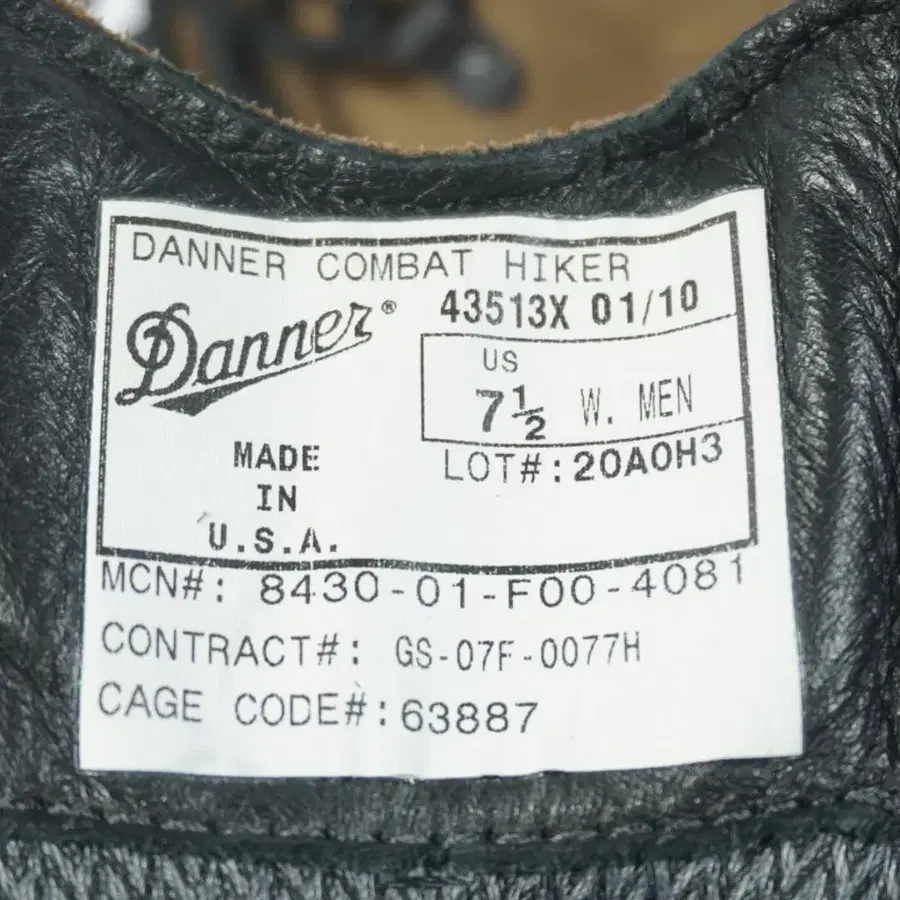 DANNER COMBAT HIKER
Danner®
43513X 01/10
US
7½ W. MEN
MADE
IN
U.S.A.
LOT#: 20A0H3
MCN#: 8430-01-F00-4081
CONTRACT#: GS-07F-0077H
CAGE CODE#: 63887